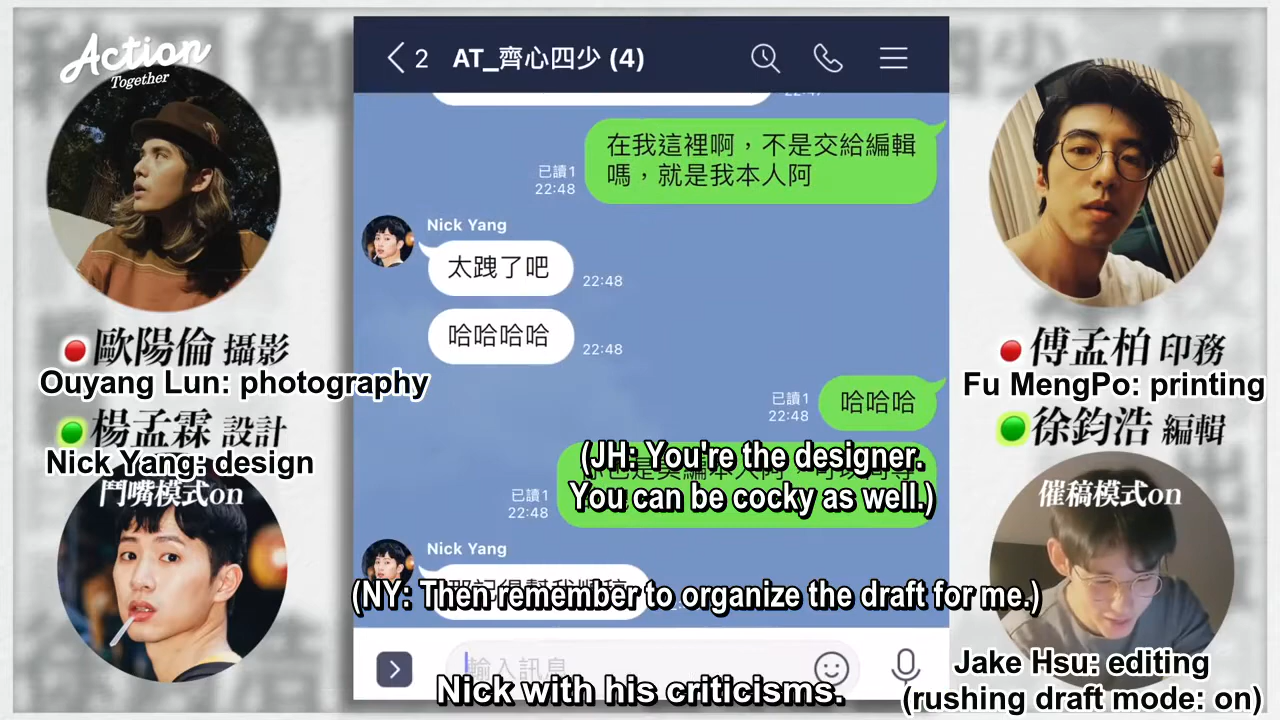 Action
Together
2 AT_齊心四少 (4)
22:47
在我這裡啊，不是交給編輯
嗎，就是我本人阿
已讀1
22:48
Nick Yang
太跩了吧
22:48
哈哈哈哈
22:48
已讀1
22:48
哈哈哈
(JH: You're the designer.
You can be cocky as well.)
已讀1
22:48
Nick Yang
(NY: Then remember to organize the draft for me.)
輸入訊息
Nick with his criticisms.
歐陽倫 攝影
Ouyang Lun: photography
楊孟霖 設計
Nick Yang: design
鬥嘴模式on
傅孟柏 印務
Fu MengPo: printing
徐鈞浩 編輯
催稿模式on
Jake Hsu: editing
(rushing draft mode: on)